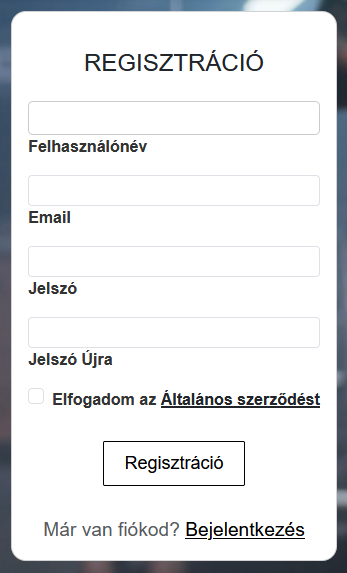 REGISZTRÁCIÓ
Felhasználónév
Email
Jelszó
Jelszó Újra
Elfogadom az Általános szerződést
Regisztráció
Már van fiókod? Bejelentkezés